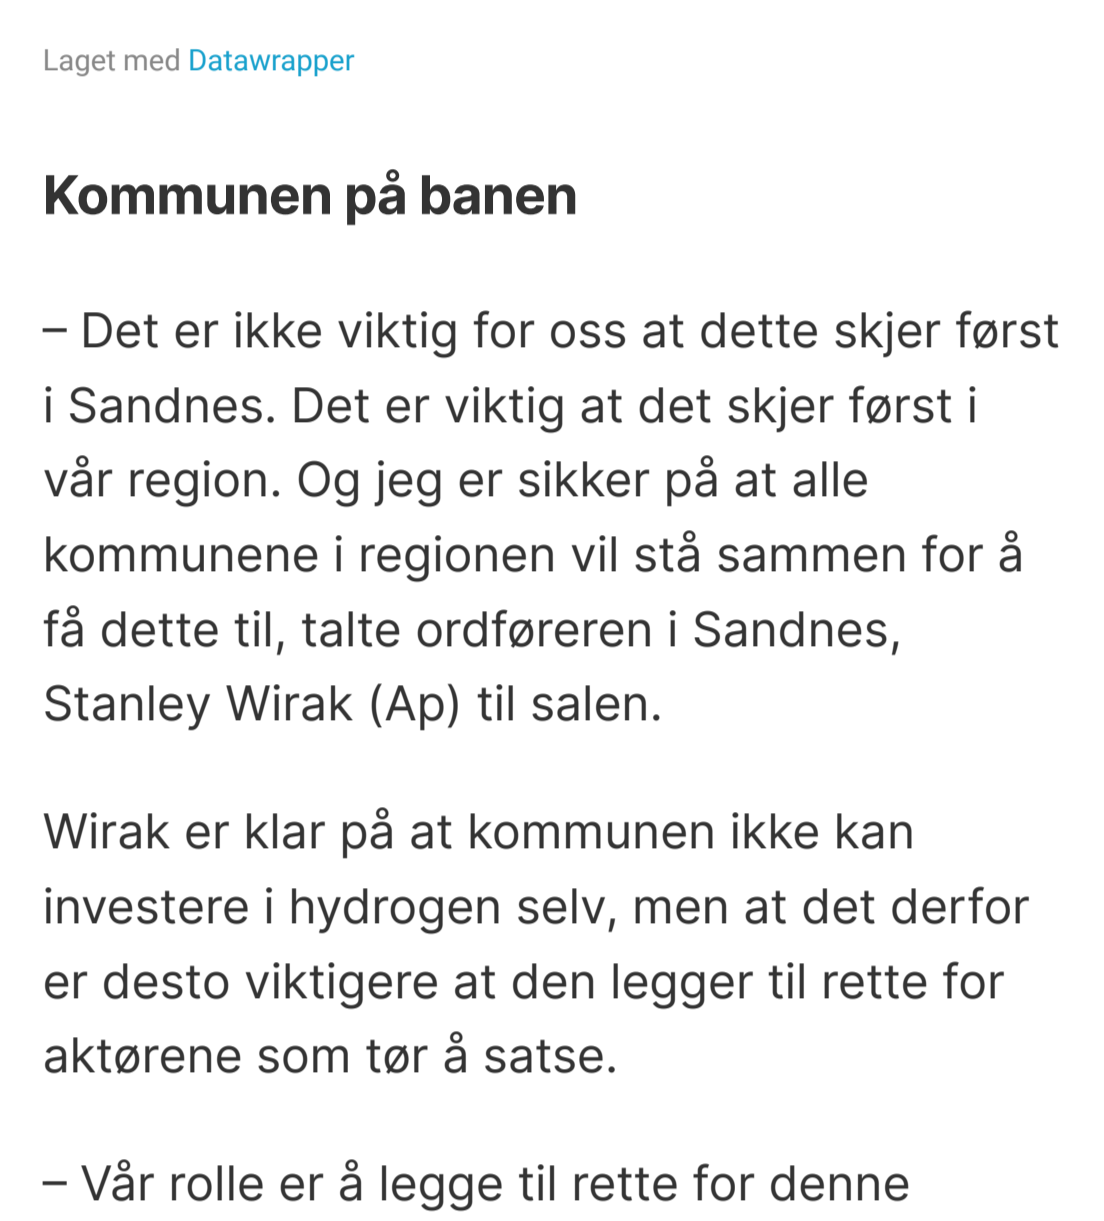 Laget med Datawrapper
Kommunen på banen
– Det er ikke viktig for oss at dette skjer først
i Sandnes. Det er viktig at det skjer først i
vår region. Og jeg er sikker på at alle
kommunene i regionen vil stå sammen for å
få dette til, talte ordføreren i Sandnes,
Stanley Wirak (Ap) til salen.
Wirak er klar på at kommunen ikke kan
investere i hydrogen selv, men at det derfor
er desto viktigere at den legger til rette for
aktørene som tør å satse.
– Vår rolle er å legge til rette for denne